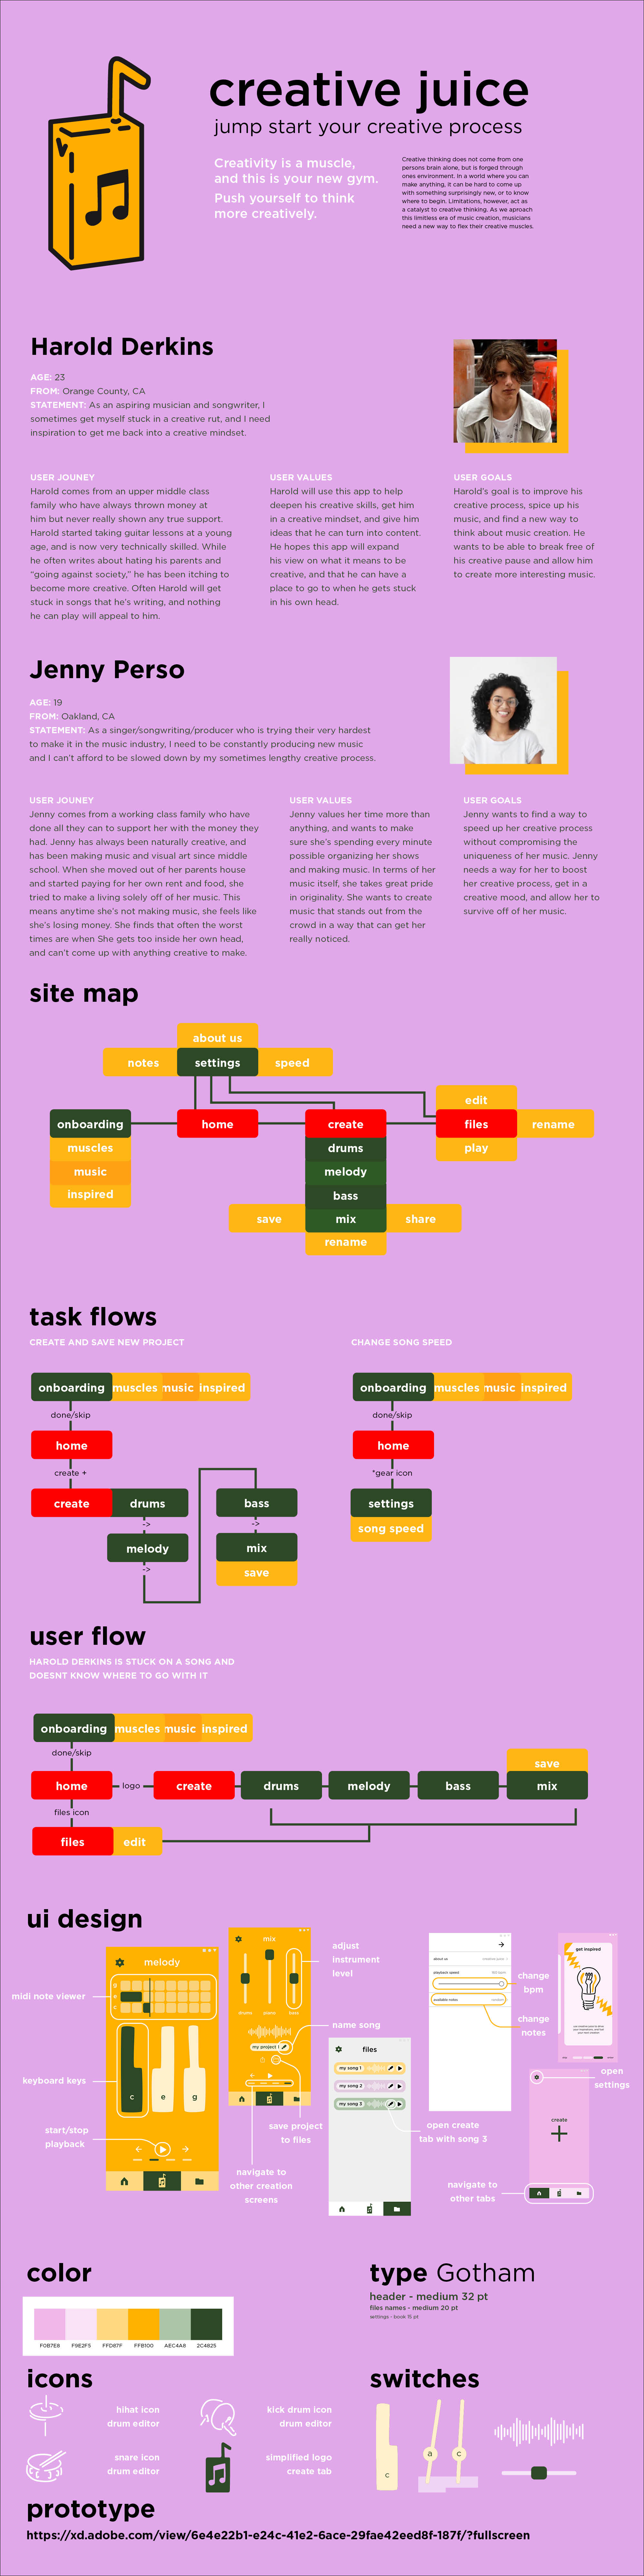 creative juice
jump start your creative process
Creativity is a muscle,
and this is your new gym.
Push yourself to think
more creatively.
Creative thinking does not come from one
persons brain alone, but is forged through
ones environment. In a world where you can
make anything, it can be hard to come up
with something surprisingly new, or to know
where to begin. Limitations, however, act as
a catalyst to creative thinking. As we aproach
this limitless era of music creation, musicians
need a new way to flex their creative muscles.
Harold Derkins
AGE: 23
FROM: Orange County, CA
STATEMENT: As an aspiring musician and songwriter, I
sometimes get myself stuck in a creative rut, and I need
inspiration to get me back into a creative mindset.
USER JOUNEY
Harold comes from an upper middle class
family who have always thrown money at
him but never really shown any true support.
Harold started taking guitar lessons at a young
age, and is now very technically skilled. While
he often writes about hating his parents and
“going against society,” he has been itching to
become more creative. Often Harold will get
stuck in songs that he’s writing, and nothing
he can play will appeal to him.
USER VALUES
Harold will use this app to help
deepen his creative skills, get him
in a creative mindset, and give him
ideas that he can turn into content.
He hopes this app will expand
his view on what it means to be
creative, and that he can have a
place to go to when he gets stuck
in his own head.
USER GOALS
Harold’s goal is to improve his
creative process, spice up his
music, and find a new way to
think about music creation. He
wants to be able to break free of
his creative pause and allow him
to create more interesting music.
Jenny Perso
AGE: 19
FROM: Oakland, CA
STATEMENT: As a singer/songwriting/producer who is trying their very hardest
to make it in the music industry, I need to be constantly producing new music
and I can’t afford to be slowed down by my sometimes lengthy creative process.
USER JOUNEY
Jenny comes from a working class family who have
done all they can to support her with the money they
had. Jenny has always been naturally creative, and
has been making music and visual art since middle
school. When she moved out of her parents house
and started paying for her own rent and food, she
tried to make a living solely off of her music. This
means anytime she’s not making music, she feels like
she’s losing money. She finds that often the worst
times are when She gets too inside her own head,
and can’t come up with anything creative to make.
USER VALUES
Jenny values her time more than
anything, and wants to make
sure she’s spending every minute
possible organizing her shows
and making music. In terms of her
music itself, she takes great pride
in originality. She wants to create
music that stands out from the
crowd in a way that can get her
really noticed.
USER GOALS
Jenny wants to find a way to
speed up her creative process
without compromising the
uniqueness of her music. Jenny
needs a way for her to boost
her creative process, get in a
creative mood, and allow her to
survive off of her music.
site map
about us
notes settings speed
edit
onboarding home create files rename
muscles drums play
music melody
inspired bass
save mix share
rename
task flows
CREATE AND SAVE NEW PROJECT
onboarding muscles music inspired
done/skip
home
create +
create drums
->
melody
->
bass
->
mix
save
CHANGE SONG SPEED
onboarding muscles music inspired
done/skip
home
*gear icon
settings
song speed
user flow
HAROLD DERKINS IS STUCK ON A SONG AND
DOESNT KNOW WHERE TO GO WITH IT
onboarding muscles music inspired
done/skip
save
home logo create drums melody bass mix
files icon
files edit
ui design
melody
midi note viewer
e
c
keyboard keys
c e g
start/stop
playback
mix
drums piano bass
my project 1
adjust
instrument
level
name song
save project
to files
navigate to
other creation
screens
files
my song 1
my song 2
my song 3
open create
tab with song 3
about us
playback speed
available notes
change
bpm
change
notes
get inspired
open
settings
create
navigate to
other tabs
color
F0B7E8 F9E2F5 FFD87F FFB100 AEC4A8 2C4825
type Gotham
header - medium 32 pt
files names - medium 20 pt
settings - book 15 pt
icons
hihat icon
drum editor
kick drum icon
drum editor
snare icon
drum editor
simplified logo
create tab
switches
c
a c
prototype
https://xd.adobe.com/view/6e4e22b1-e24c-41e2-6ace-29fae42eed8f-187f/?fullscreen